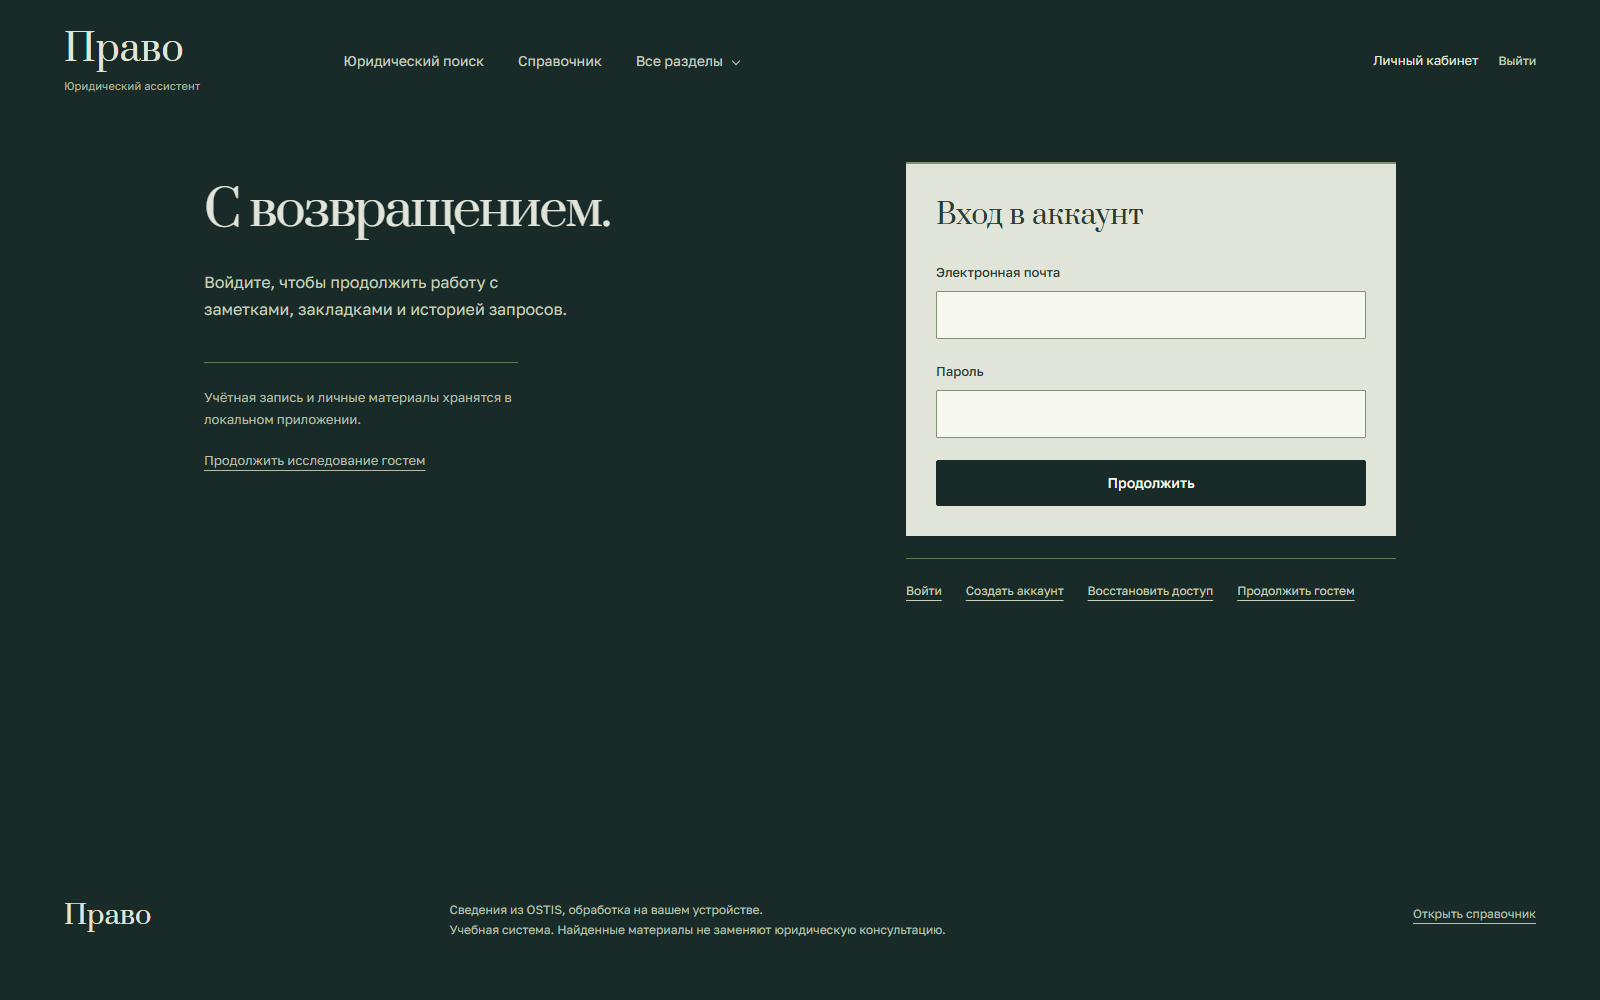 Право
Юридический ассистент
Юридический поиск
Справочник
Все разделы
Личный кабинет
Выйти
С возвращением.
Войдите, чтобы продолжить работу с
заметками, закладками и историей запросов.
Учётная запись и личные материалы хранятся в
локальном приложении.
Продолжить исследование гостем
Вход в аккаунт
Электронная почта
Пароль
Продолжить
Войти
Создать аккаунт
Восстановить доступ
Продолжить гостем
Право
Сведения из OSTIS, обработка на вашем устройстве.
Учебная система. Найденные материалы не заменяют юридическую консультацию.
Открыть справочник